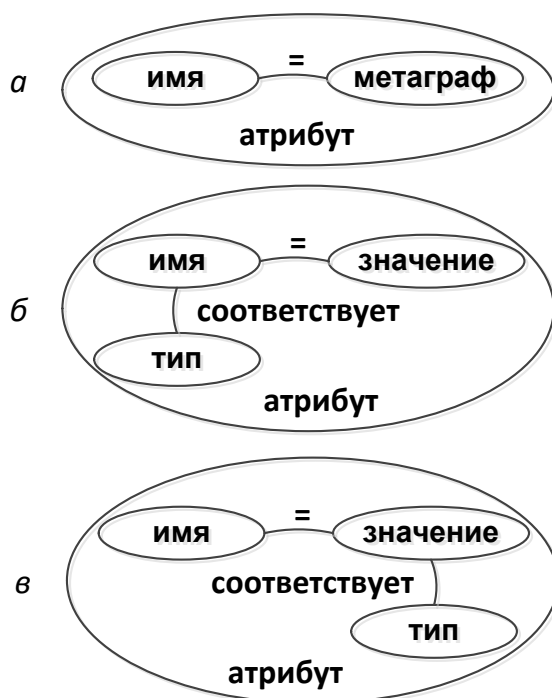 =
а имя метаграф
атрибут
=
имя значение
б соответствует
тип
атрибут
=
имя значение
в соответствует
тип
атрибут